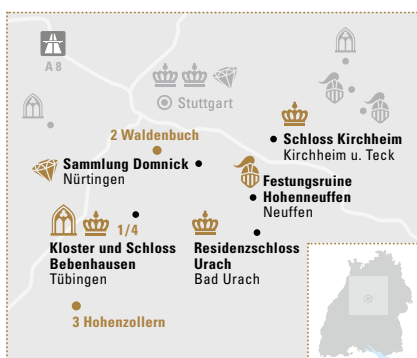 A 8
Stuttgart
2 Waldenbuch
Schloss Kirchheim
Kirchheim u. Teck
Sammlung Domnick
Nürtingen
Festungsruine
Hohenneuffen
Neuffen
1/4
Kloster und Schloss
Bebenhausen
Tübingen
Residenzschloss
Urach
Bad Urach
3 Hohenzollern